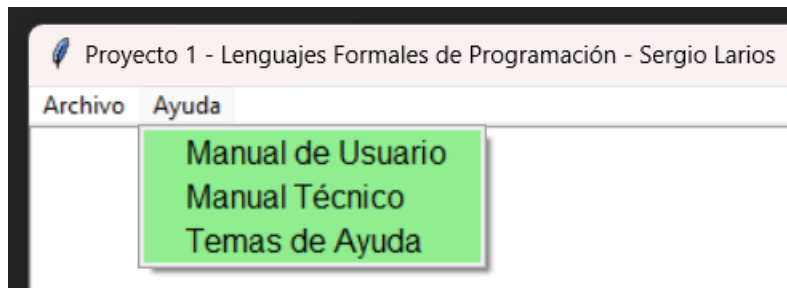 Proyecto 1 - Lenguajes Formales de Programación - Sergio Larios
Archivo Ayuda
Manual de Usuario
Manual Técnico
Temas de Ayuda